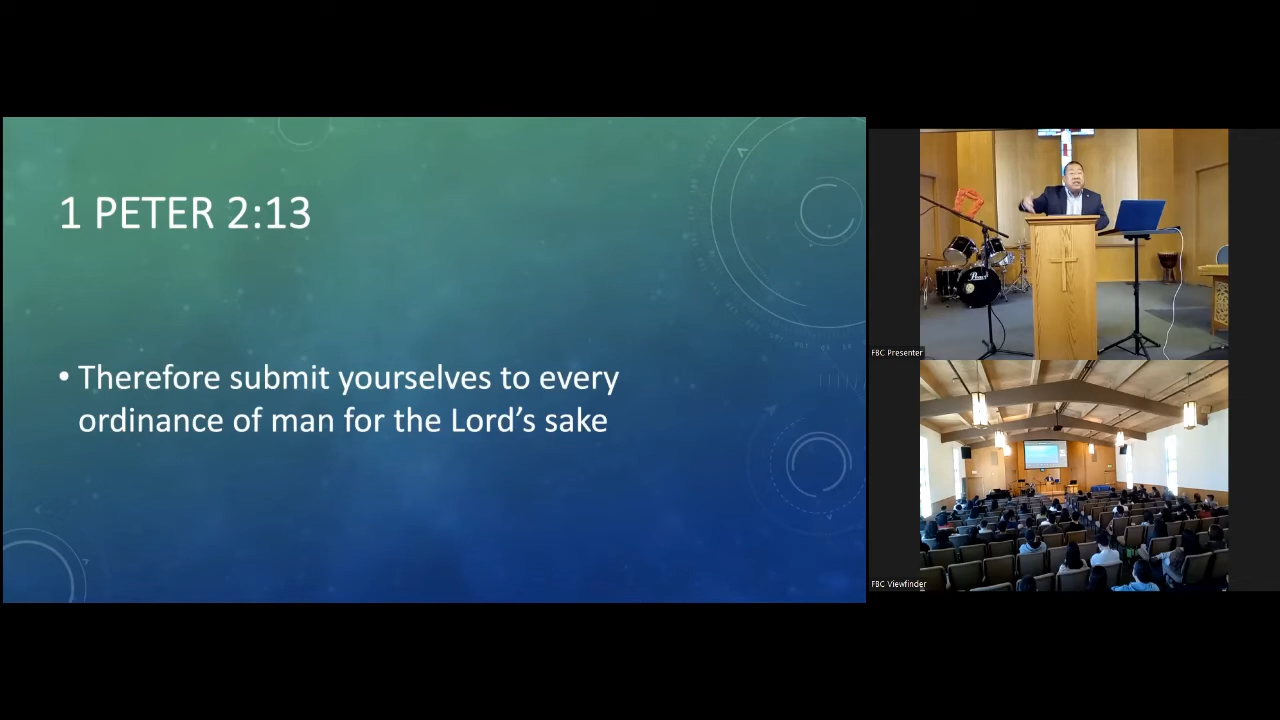 1 PETER 2:13
• Therefore submit yourselves to every
ordinance of man for the Lord’s sake
FBC Presenter
FBC Viewfinder